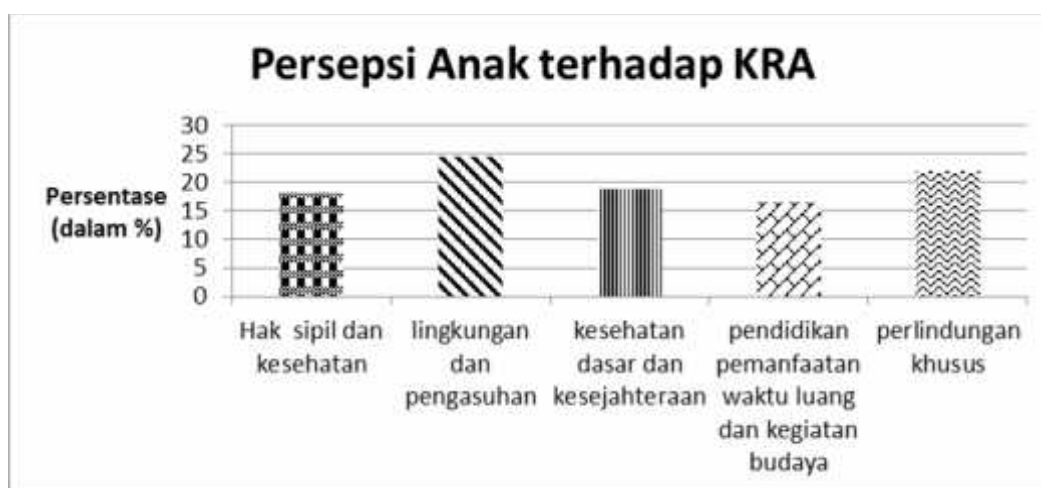 Persepsi Anak terhadap KRA
Persentase
(dalam %)
30
25
20
15
10
5
0
Hak sipil dan
kesehatan
lingkungan
dan
pengasuhan
kesehatan
dasar dan
kesejahteraan
pendidikan
pemanfaatan
waktu luang
dan kegiatan
budaya
perlindungan
khusus